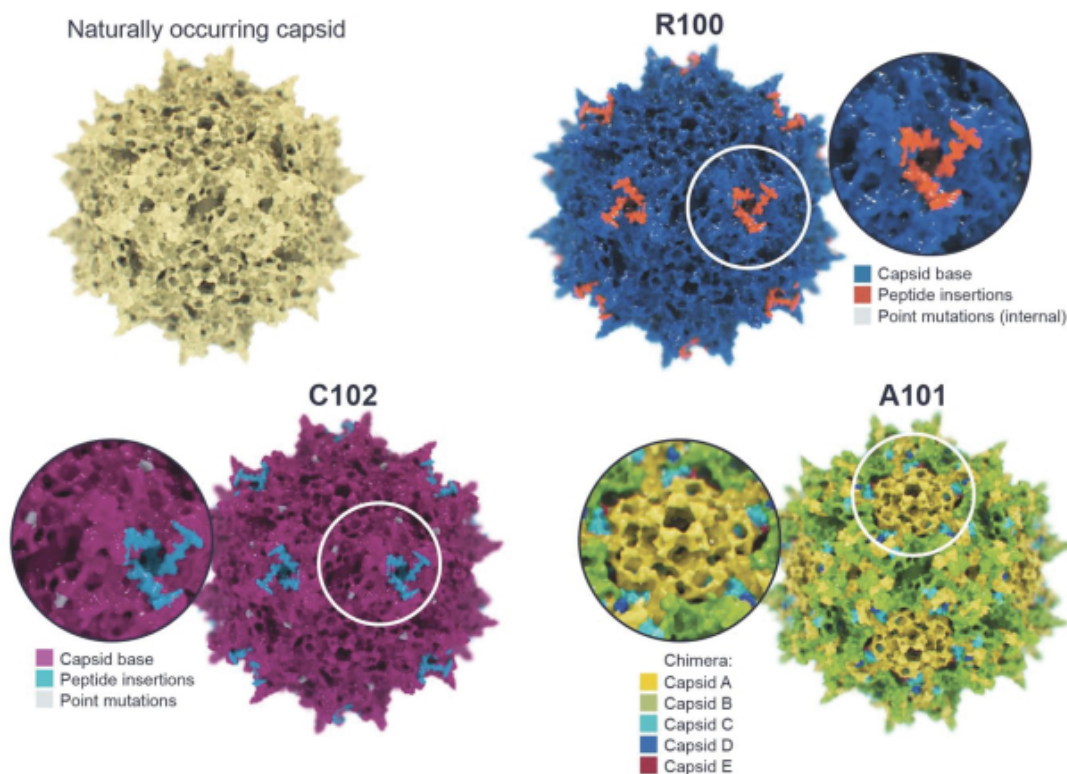 Naturally occurring capsid
R100
Capsid base
Peptide insertions
Point mutations (internal)
C102
Capsid base
Peptide insertions
Point mutations
A101
Chimera:
Capsid A
Capsid B
Capsid C
Capsid D
Capsid E